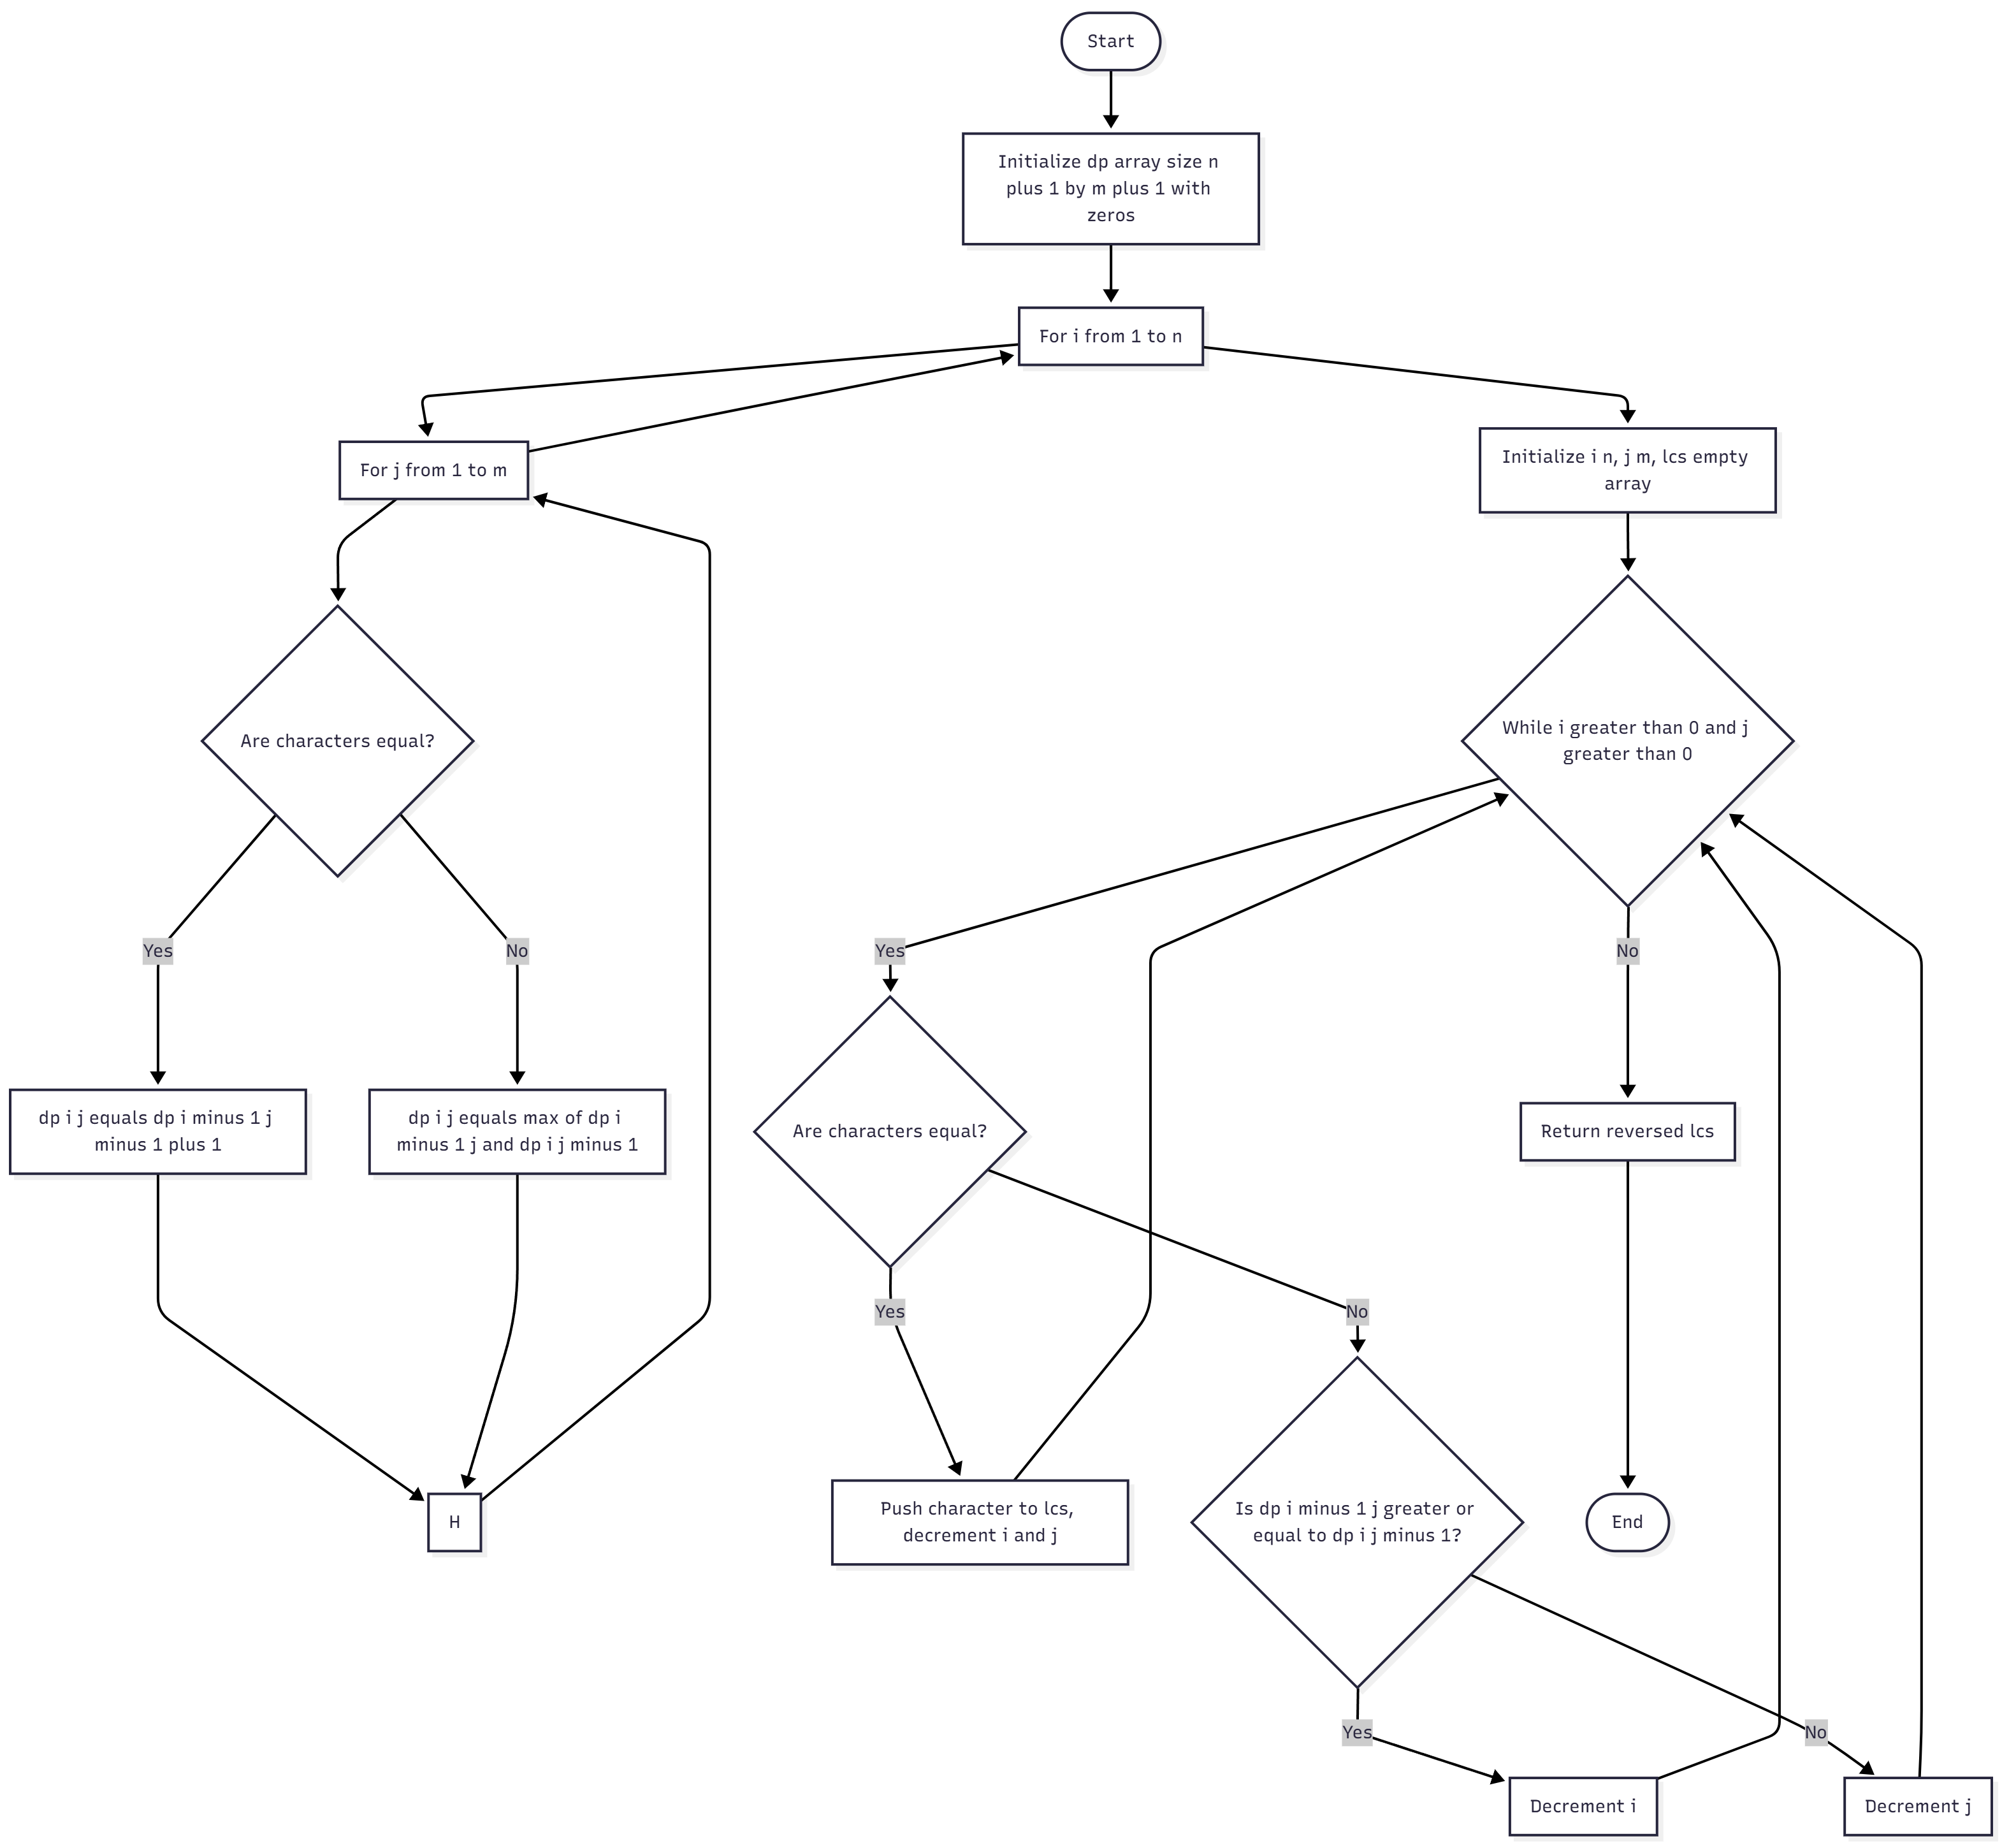 Start
Initialize dp array size n
plus 1 by m plus 1 with
zeros
For i from 1 to n
For j from 1 to m
Initialize i n, j m, lcs empty
array
Are characters equal?
While i greater than 0 and j
greater than 0
Yes
No
Yes
No
dp i j equals dp i minus 1 j
minus 1 plus 1
dp i j equals max of dp i
minus 1 j and dp i j minus 1
Are characters equal?
Return reversed lcs
Yes
No
H
Push character to lcs,
decrement i and j
Is dp i minus 1 j greater or
equal to dp i j minus 1?
End
Yes
No
Decrement i
Decrement j